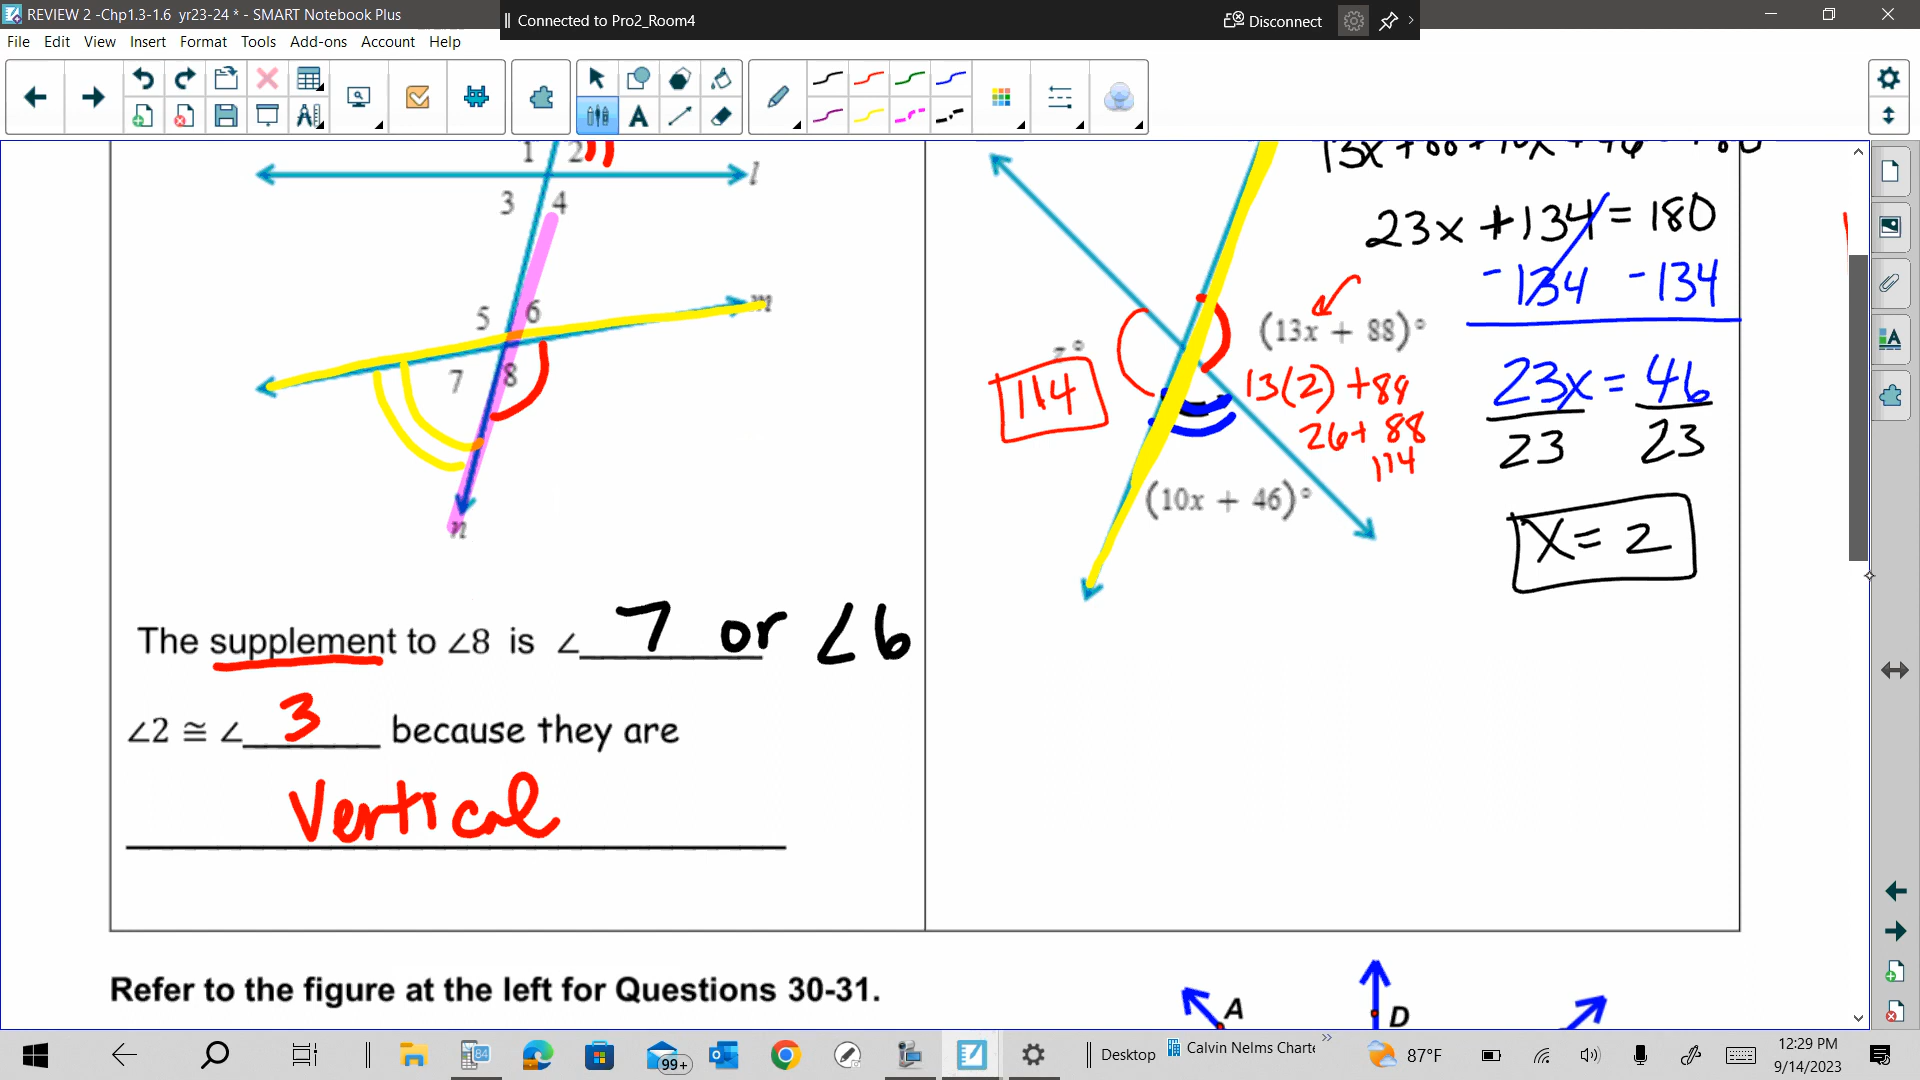 REVIEW 2 -Chp1.3-1.6 yr23-24 * - SMART Notebook Plus
Connected to Pro2_Room4
Disconnect
File Edit View Insert Format Tools Add-ons Account Help
1 2
l
3 4
5 6
m
7 8
n
23x + 134 = 180
-134 -134
23x = 46
23 23
x = 2
(13x + 88)°
13(2) + 88
26 + 88
114
z°
114
(10x + 46)°
The supplement to ∠8 is ∠ 7 or ∠6
∠2 ≅ ∠ 3 because they are
Vertical
Refer to the figure at the left for Questions 30-31.
A
D
84
99+
Desktop
Calvin Nelms Charte
87°F
12:29 PM
9/14/2023